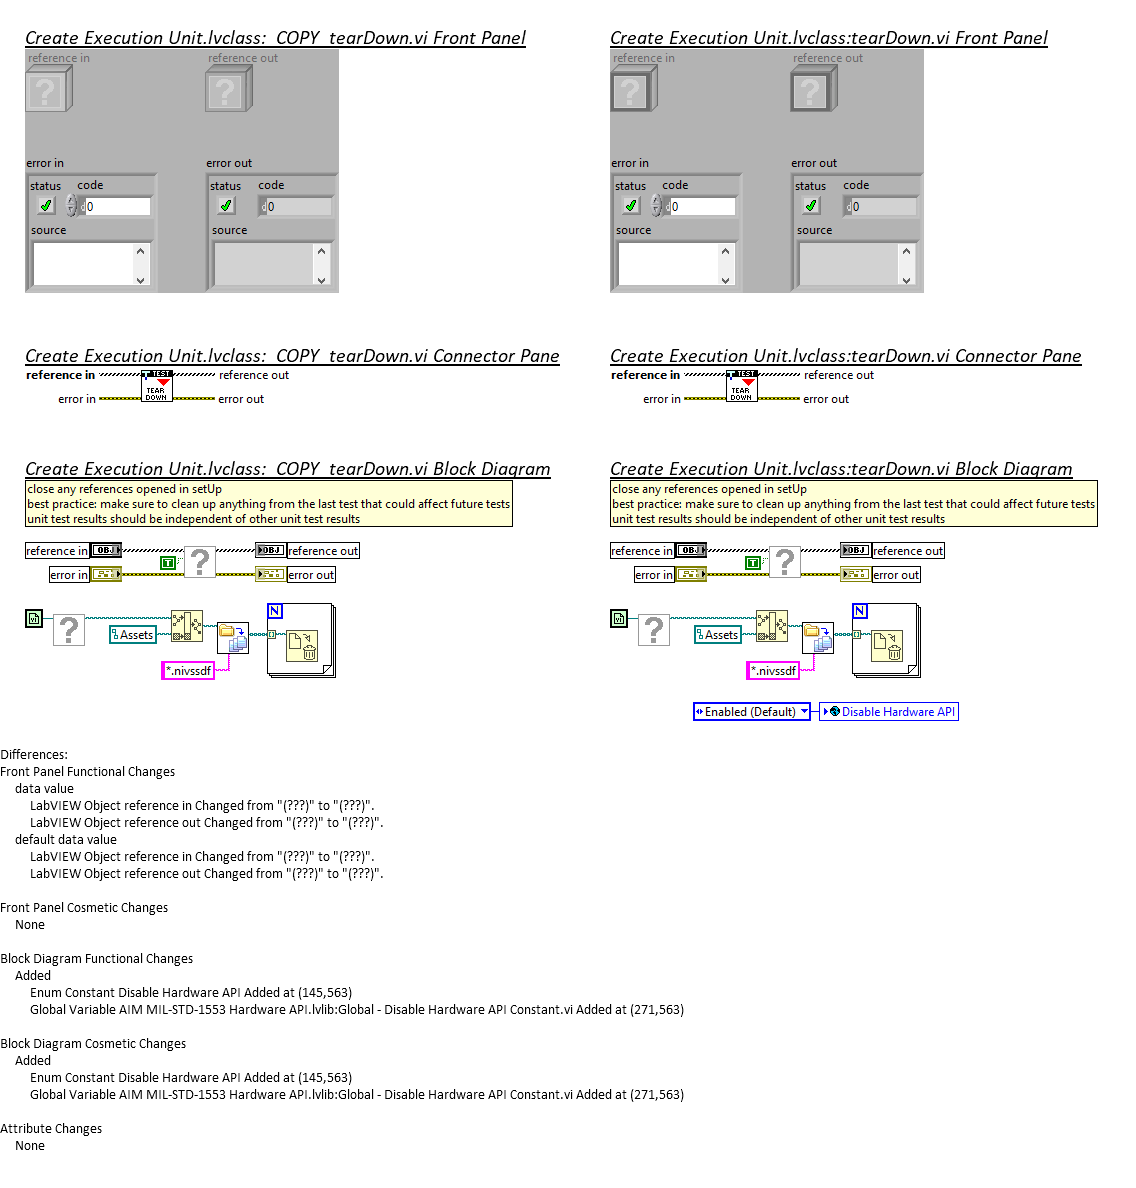 Create Execution Unit.lvclass:_COPY_tearDown.vi Front Panel
reference in
reference out
error in
error out
status
code
status
code
d0
d0
source
source
Create Execution Unit.lvclass:tearDown.vi Front Panel
reference in
reference out
error in
error out
status
code
status
code
d0
d0
source
source
Create Execution Unit.lvclass:_COPY_tearDown.vi Connector Pane
reference in
reference out
TEST
TEAR
DOWN
error in
error out
Create Execution Unit.lvclass:tearDown.vi Connector Pane
reference in
reference out
TEST
TEAR
DOWN
error in
error out
Create Execution Unit.lvclass:_COPY_tearDown.vi Block Diagram
close any references opened in setUp
best practice: make sure to clean up anything from the last test that could affect future tests
unit test results should be independent of other unit test results
reference in
OBJ
?
OBJ
reference out
T
error in
error out
vi
?
Assets
N
*.nivssdf
Create Execution Unit.lvclass:tearDown.vi Block Diagram
close any references opened in setUp
best practice: make sure to clean up anything from the last test that could affect future tests
unit test results should be independent of other unit test results
reference in
OBJ
?
OBJ
reference out
T
error in
error out
vi
?
Assets
N
*.nivssdf
Enabled (Default)
Disable Hardware API
Differences:
Front Panel Functional Changes
data value
LabVIEW Object reference in Changed from "(???)" to "(???)".
LabVIEW Object reference out Changed from "(???)" to "(???)".
default data value
LabVIEW Object reference in Changed from "(???)" to "(???)".
LabVIEW Object reference out Changed from "(???)" to "(???)".
Front Panel Cosmetic Changes
None
Block Diagram Functional Changes
Added
Enum Constant Disable Hardware API Added at (145,563)
Global Variable AIM MIL-STD-1553 Hardware API.lvlib:Global - Disable Hardware API Constant.vi Added at (271,563)
Block Diagram Cosmetic Changes
Added
Enum Constant Disable Hardware API Added at (145,563)
Global Variable AIM MIL-STD-1553 Hardware API.lvlib:Global - Disable Hardware API Constant.vi Added at (271,563)
Attribute Changes
None